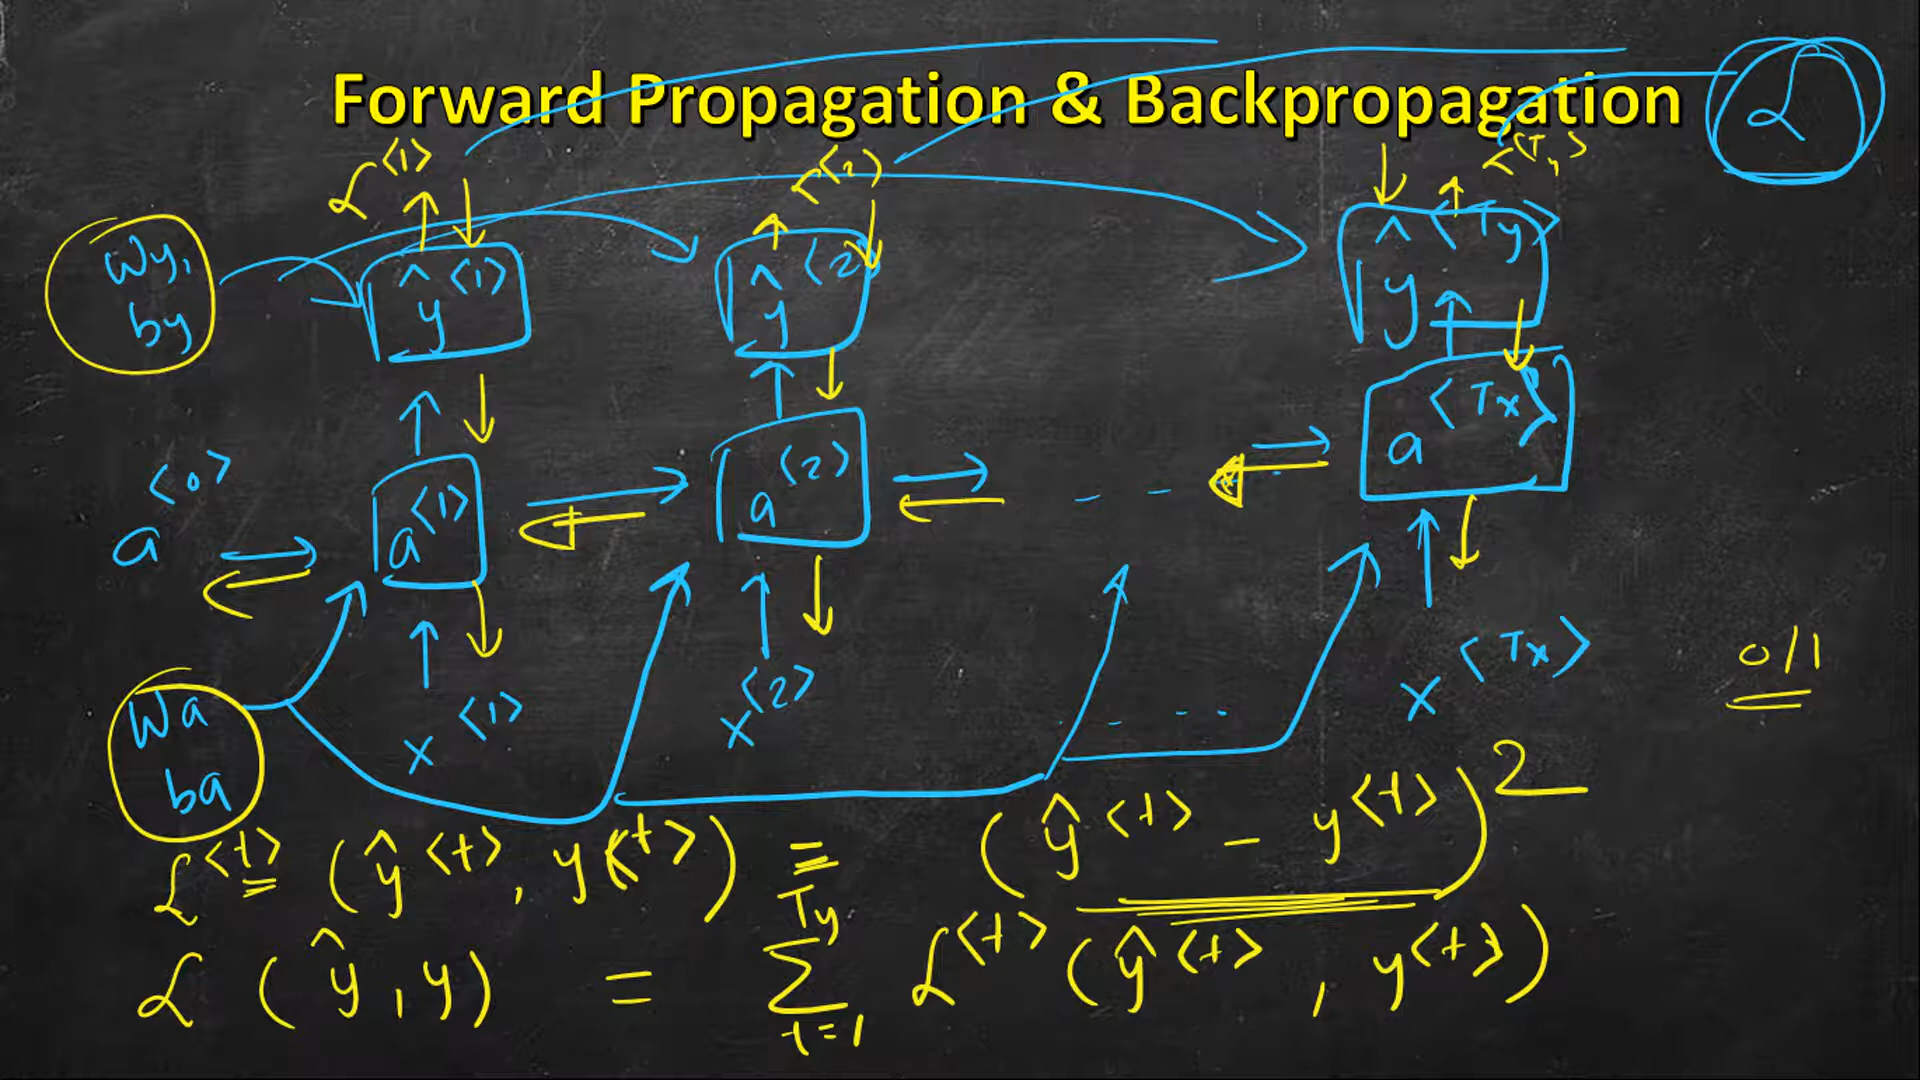 Forward Propagation & Backpropagation
ℒ
ℒ<1>
ℒ<2>
ℒ<Ty>
Wy,
by
ŷ<1>
ŷ<2>
ŷ<Ty>
a<0>
a<1>
a<2>
- - -
a<Tx>
Wa
ba
x<1>
x<2>
- - - -
x<Tx>
0/1
ℒ<t> (ŷ<t>, y<t>) = (ŷ<t> - y<t>)²
ℒ (ŷ, y) = Σ t=1 Ty ℒ<t> (ŷ<t>, y<t>)